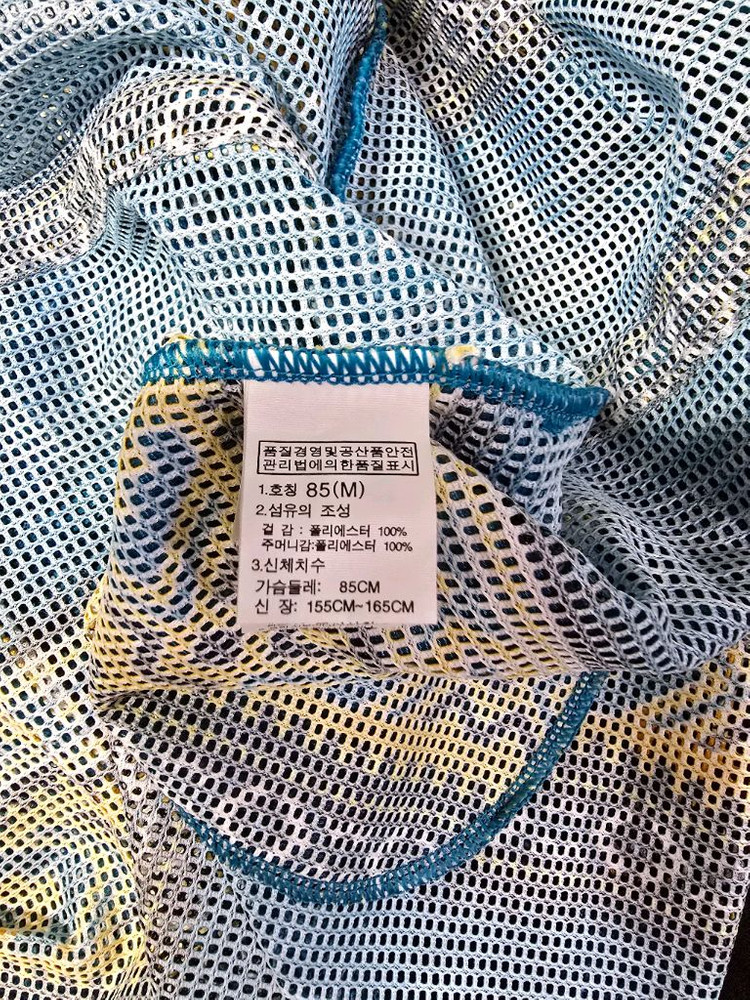 품질경영및공산품안전
관리법에의한품질표시
1.호칭 85(M)
2.섬유의 조성
겉 감 : 폴리에스터 100%
주머니감:폴리에스터 100%
3.신체치수
가슴둘레: 85CM
신 장: 155CM~165CM